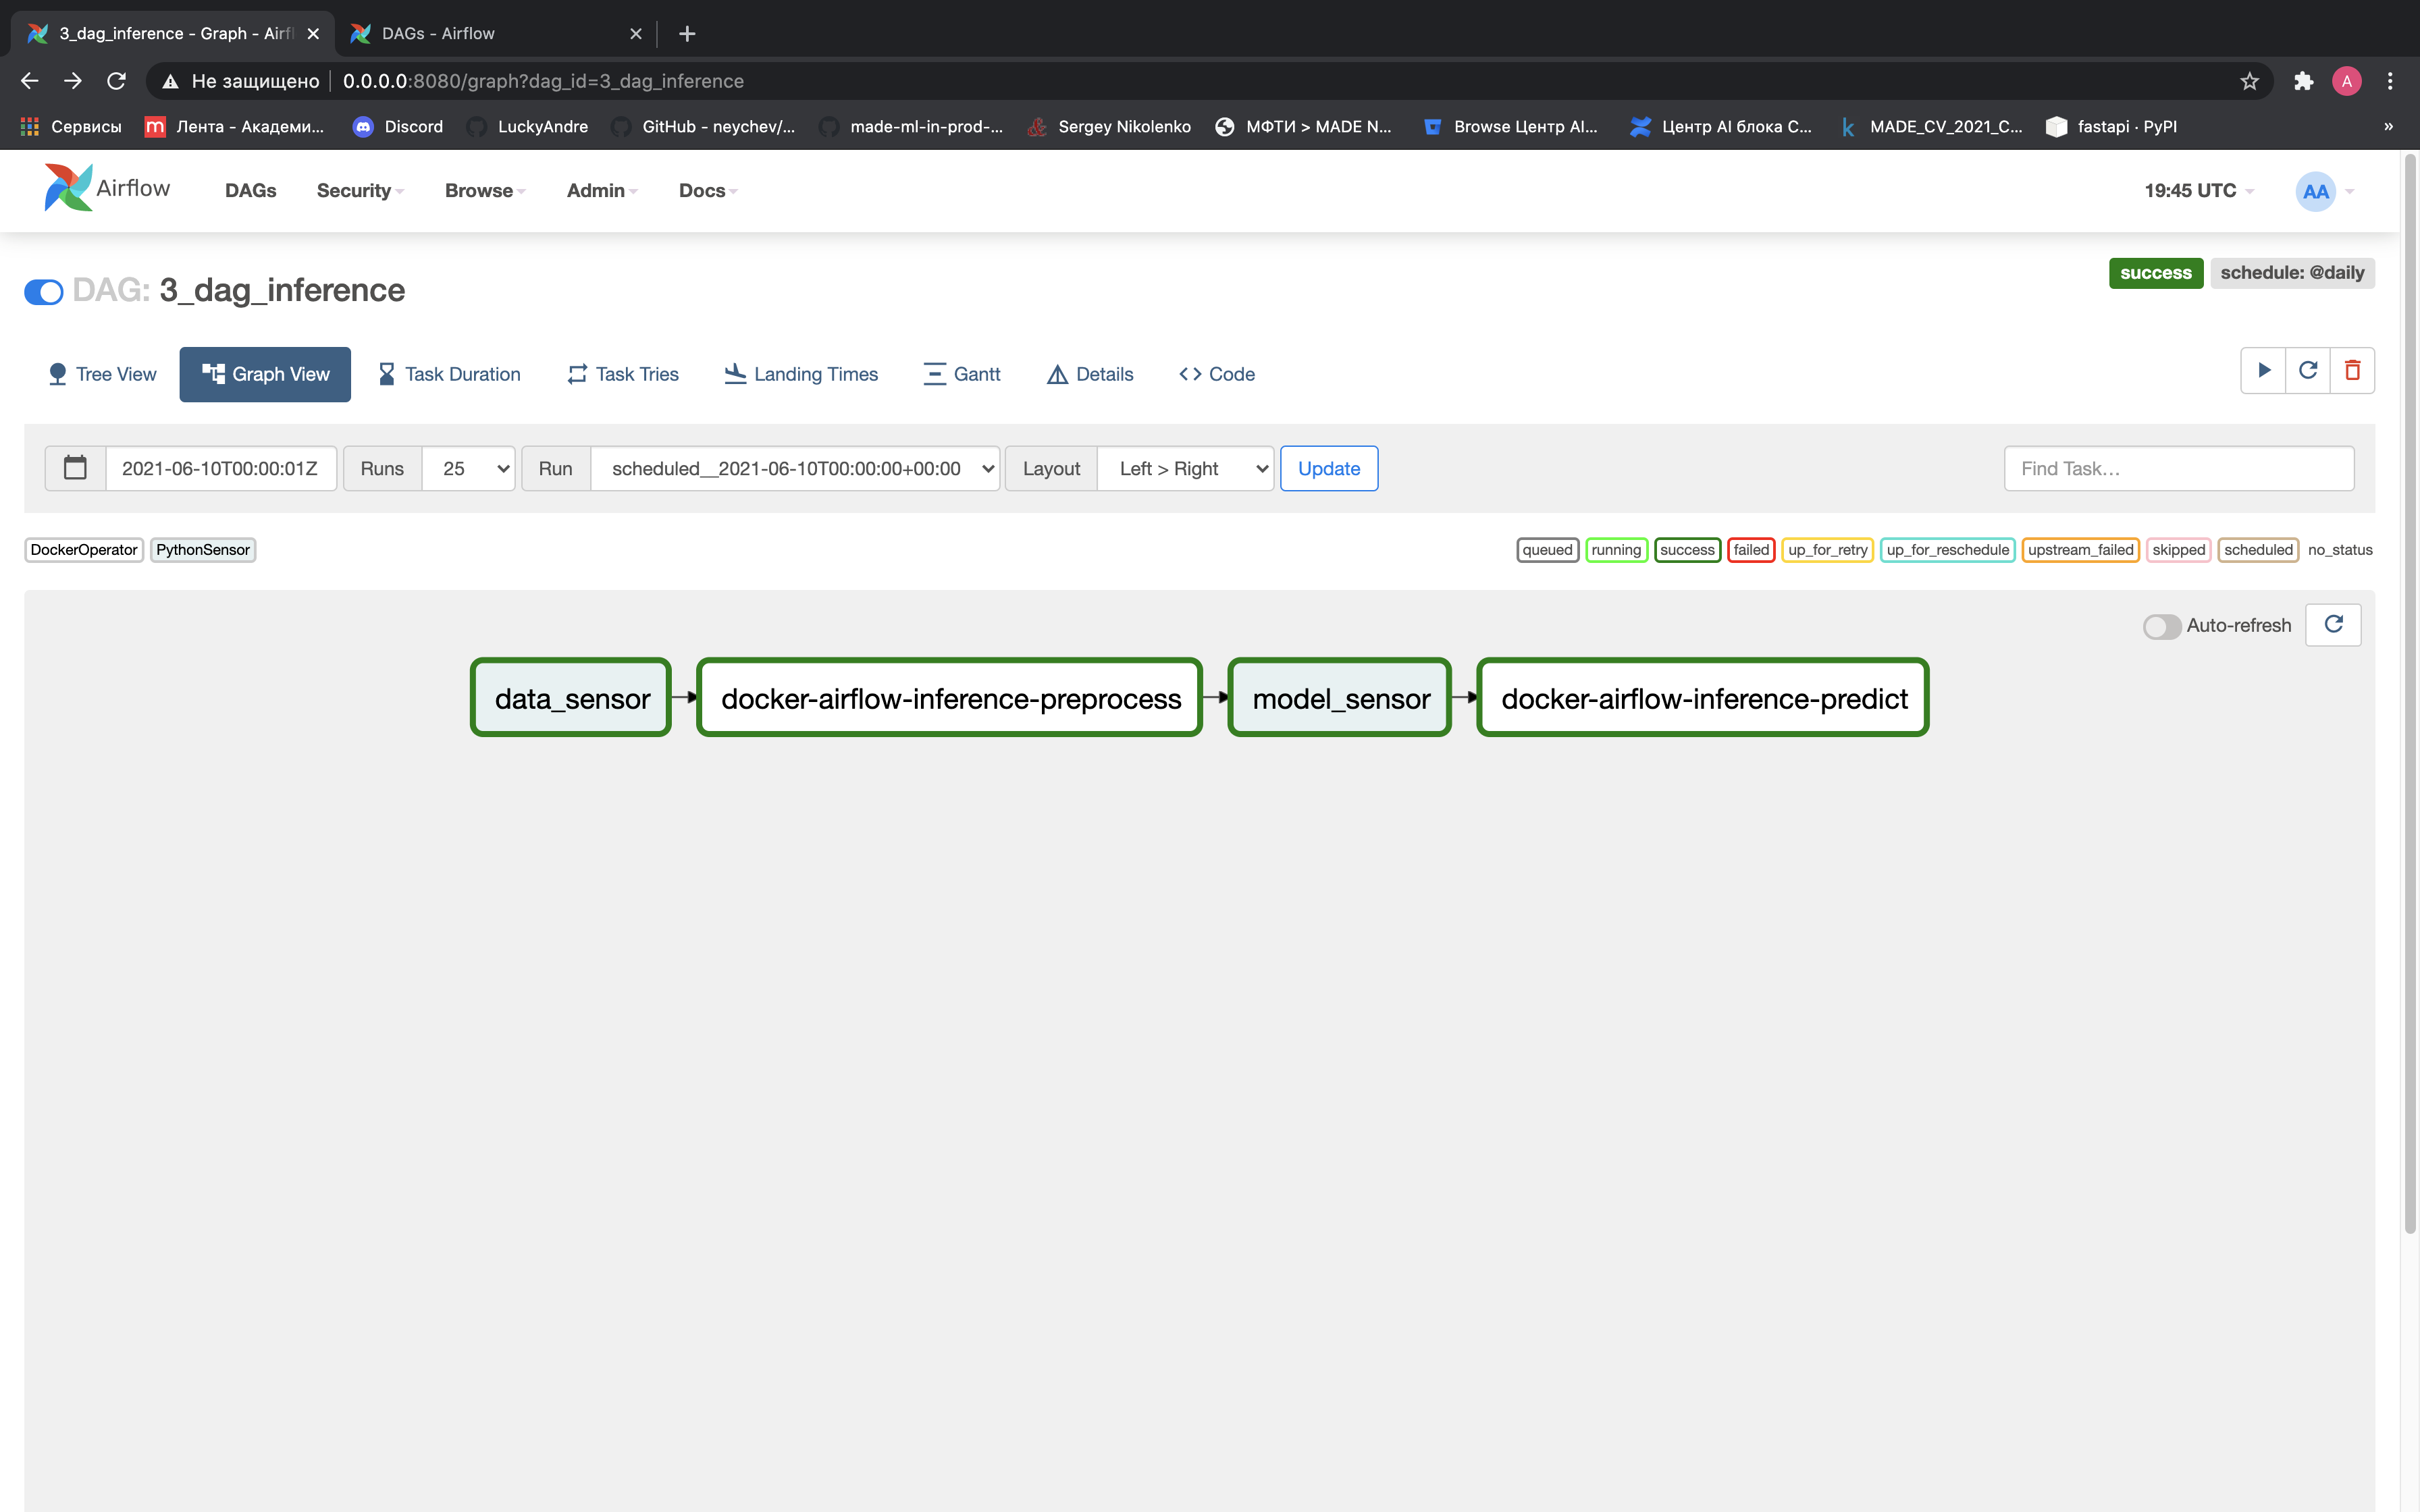 3_dag_inference - Graph - Airfl
DAGs - Airflow
Не защищено 0.0.0.0:8080/graph?dag_id=3_dag_inference A
Сервисы m Лента - Академи... Discord LuckyAndre GitHub - neychev/... made-ml-in-prod-... Sergey Nikolenko МФТИ > MADE N... Browse Центр AI... Центр AI блока С... k MADE_CV_2021_C... fastapi · PyPI »
Airflow DAGs Security Browse Admin Docs 19:45 UTC AA
DAG: 3_dag_inference success schedule: @daily
Tree View Graph View Task Duration Task Tries Landing Times Gantt Details Code
2021-06-10T00:00:01Z Runs 25 Run scheduled__2021-06-10T00:00:00+00:00 Layout Left > Right Update Find Task...
DockerOperator PythonSensor queued running success failed up_for_retry up_for_reschedule upstream_failed skipped scheduled no_status
Auto-refresh
data_sensor docker-airflow-inference-preprocess model_sensor docker-airflow-inference-predict